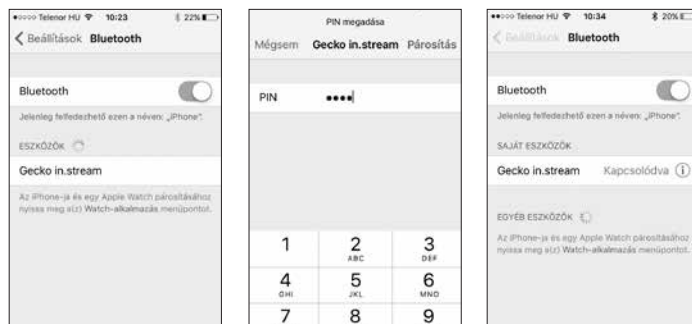 Telenor HU 10:23 22%
Beállítások Bluetooth
Bluetooth
Jelenleg felfedezhető ezen a néven: „iPhone”.
ESZKÖZÖK
Gecko in.stream
Az iPhone-ja és egy Apple Watch párosításához
nyissa meg a(z) Watch-alkalmazás menüpontot.
PIN megadása
Mégsem Gecko in.stream Párosítás
PIN ••••
1 2 3
ABC DEF
4 5 6
GHI JKL MNO
7 8 9
Telenor HU 10:34 20%
Beállítások Bluetooth
Bluetooth
Jelenleg felfedezhető ezen a néven: „iPhone”.
SAJÁT ESZKÖZÖK
Gecko in.stream Kapcsolódva
EGYÉB ESZKÖZÖK
Az iPhone-ja és egy Apple Watch párosításához
nyissa meg a(z) Watch-alkalmazás menüpontot.